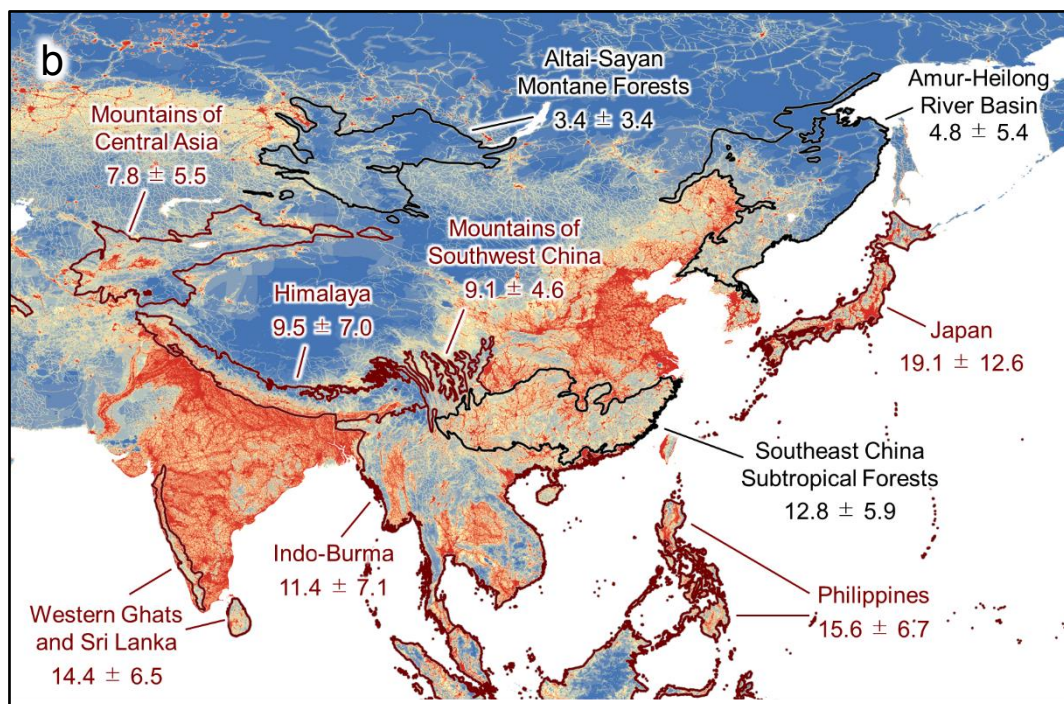 b
Altai-Sayan
Montane Forests
3.4 ± 3.4
Amur-Heilong
River Basin
4.8 ± 5.4
Mountains of
Central Asia
7.8 ± 5.5
Mountains of
Southwest China
9.1 ± 4.6
Himalaya
9.5 ± 7.0
Japan
19.1 ± 12.6
Southeast China
Subtropical Forests
12.8 ± 5.9
Indo-Burma
11.4 ± 7.1
Philippines
15.6 ± 6.7
Western Ghats
and Sri Lanka
14.4 ± 6.5